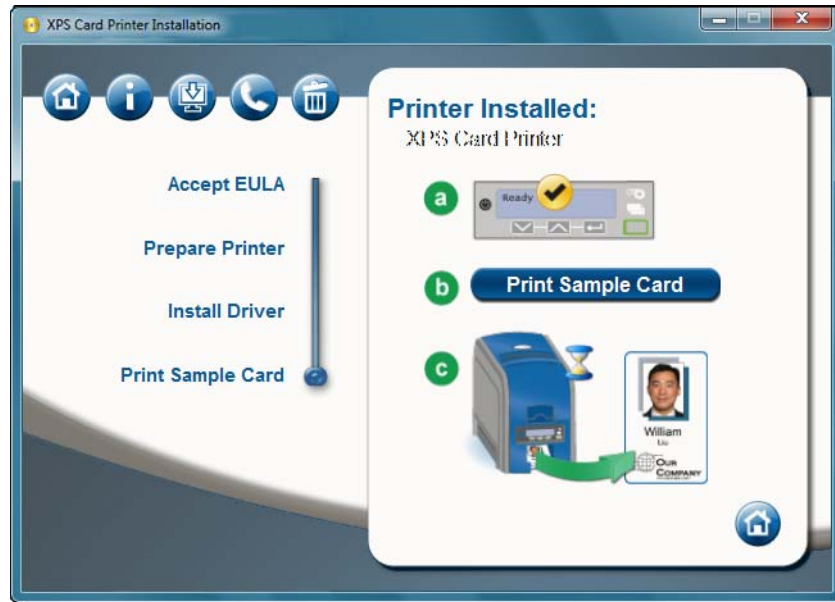 XPS Card Printer Installation
Accept EULA
Prepare Printer
Install Driver
Print Sample Card
Printer Installed:
XPS Card Printer
a
Ready
b
Print Sample Card
c
William
Liu
OUR
COMPANY